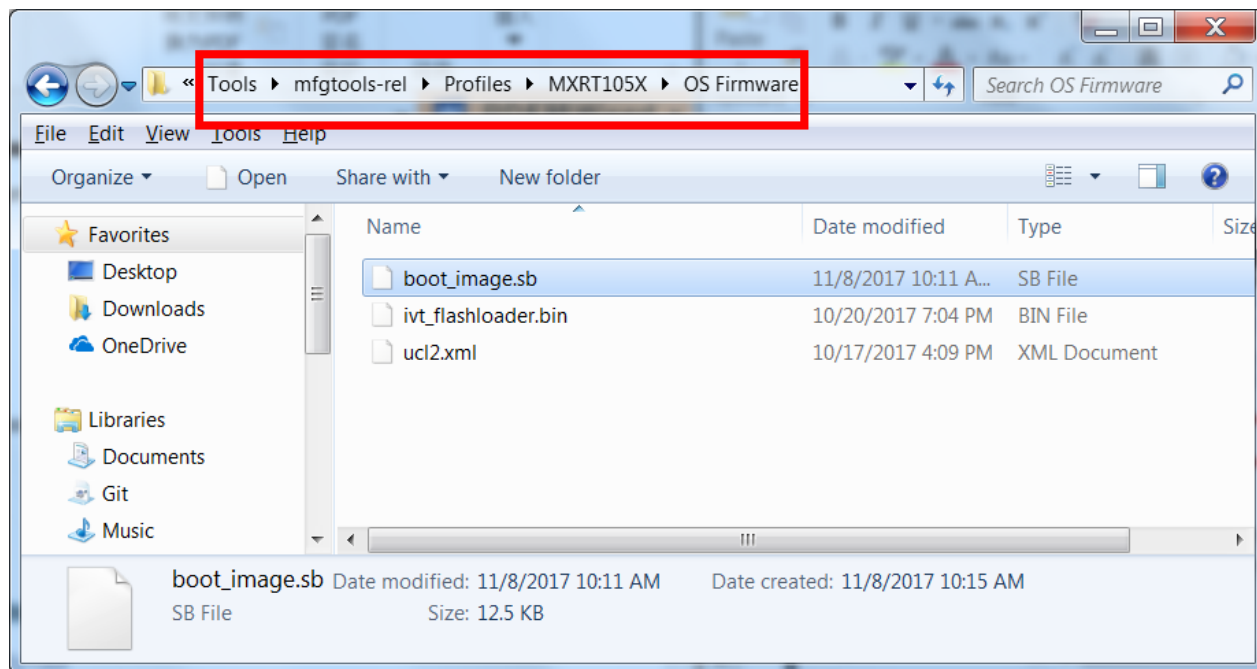 « Tools ▸ mfgtools-rel ▸ Profiles ▸ MXRT105X ▸ OS Firmware Search OS Firmware
File Edit View Tools Help
Organize Open Share with New folder
Name Date modified Type Size
Favorites
Desktop
Downloads
OneDrive
Libraries
Documents
Git
Music
boot_image.sb 11/8/2017 10:11 A... SB File
ivt_flashloader.bin 10/20/2017 7:04 PM BIN File
ucl2.xml 10/17/2017 4:09 PM XML Document
boot_image.sb Date modified: 11/8/2017 10:11 AM Date created: 11/8/2017 10:15 AM
SB File Size: 12.5 KB